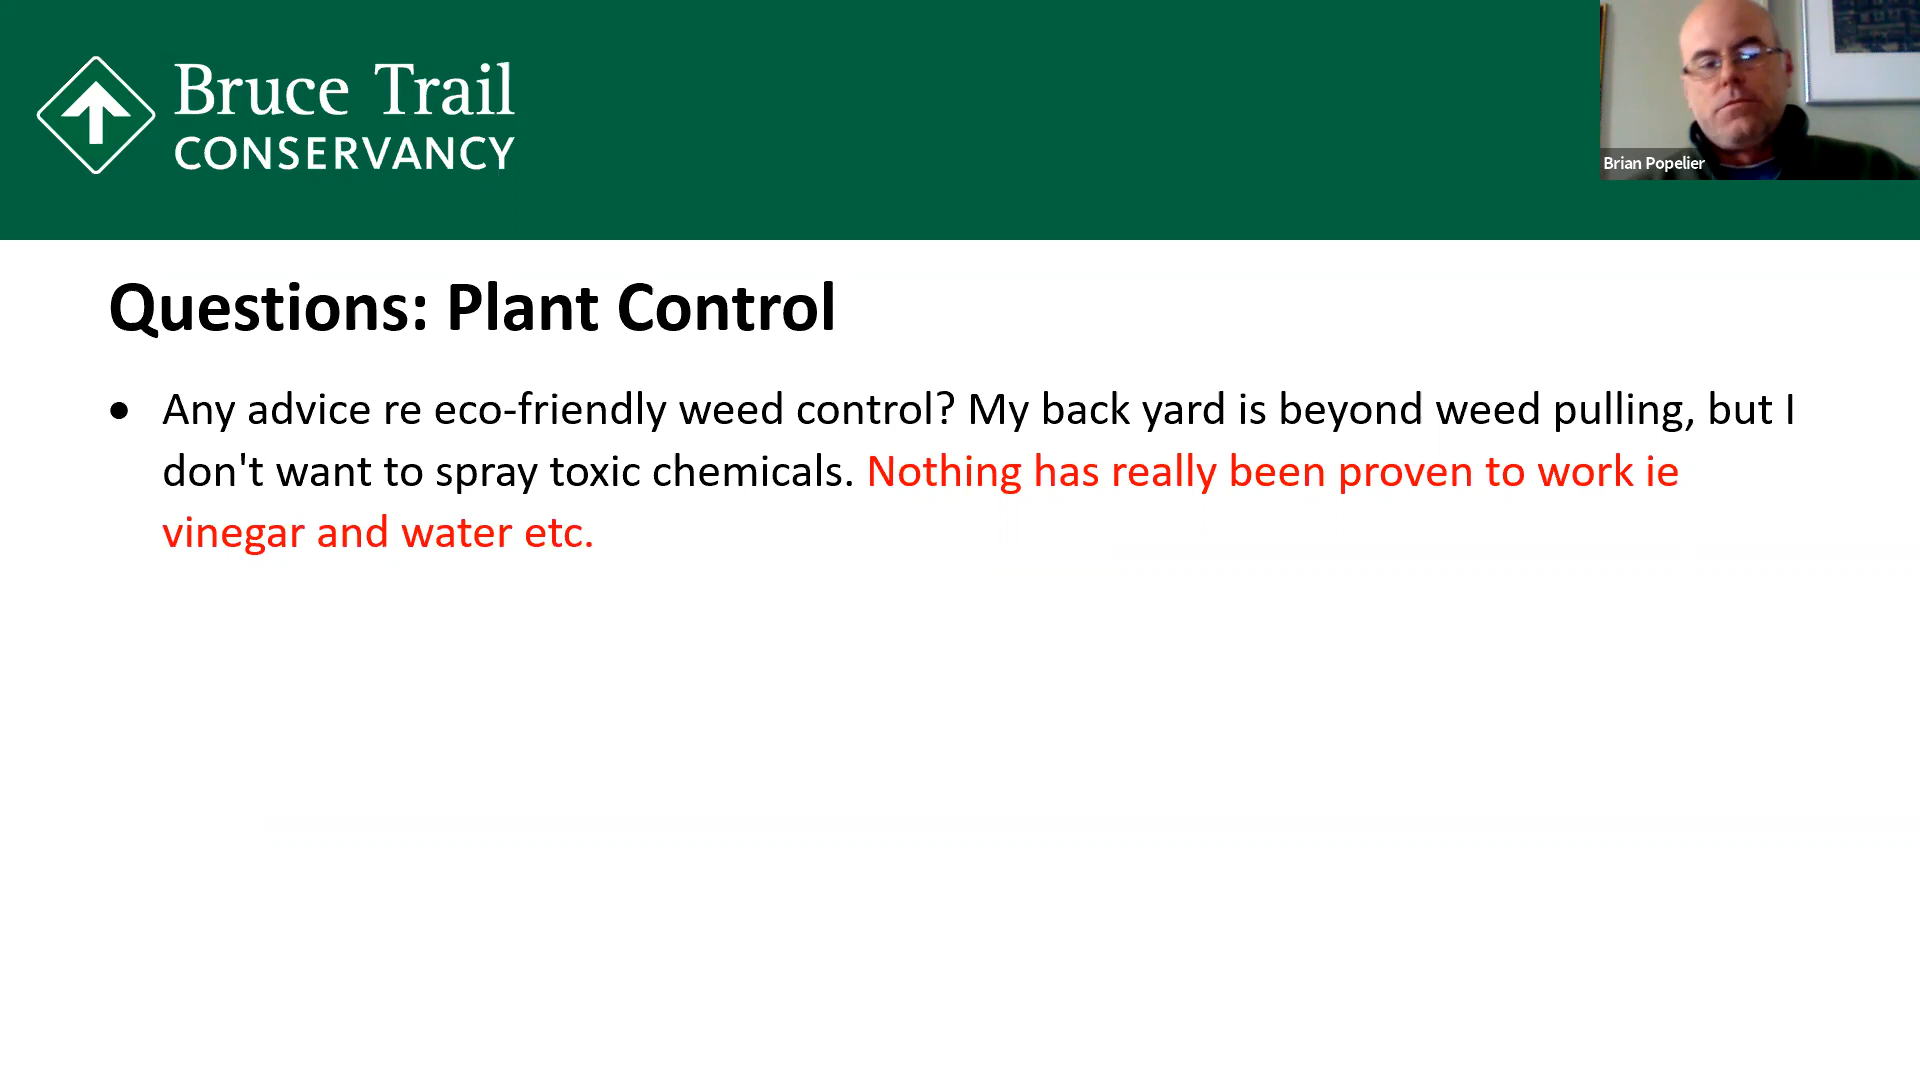 Bruce Trail
CONSERVANCY
Brian Popelier
Questions: Plant Control
• Any advice re eco-friendly weed control? My back yard is beyond weed pulling, but I
don't want to spray toxic chemicals. Nothing has really been proven to work ie
vinegar and water etc.